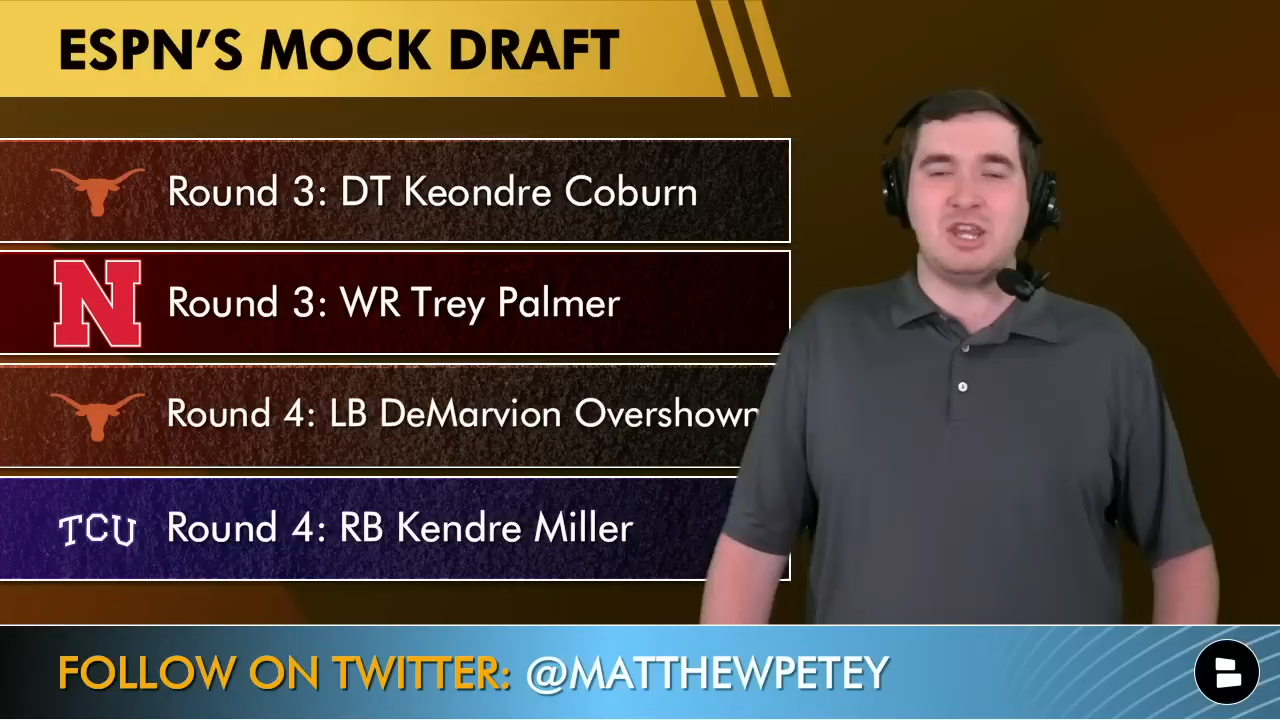 ESPN'S MOCK DRAFT
Round 3: DT Keondre Coburn
N
Round 3: WR Trey Palmer
Round 4: LB DeMarvion Overshown
TCU
Round 4: RB Kendre Miller
FOLLOW ON TWITTER: @MATTHEWPETEY